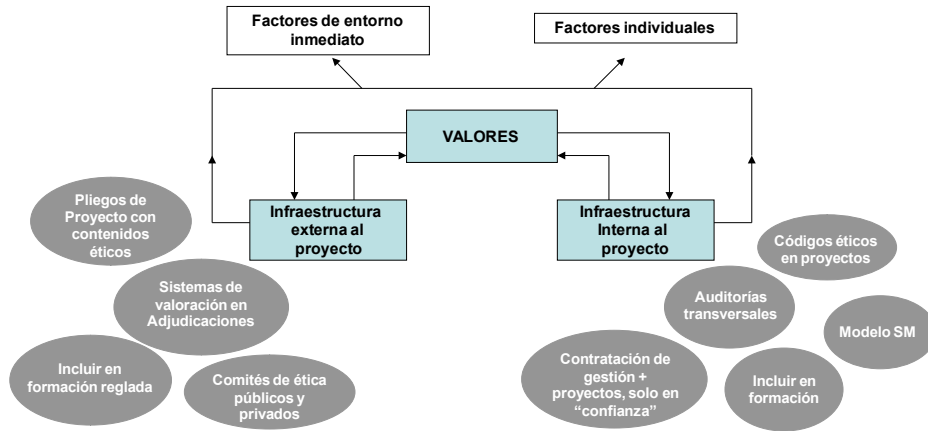 Factores de entorno
inmediato
Factores individuales
VALORES
Infraestructura
externa al
proyecto
Infraestructura
Interna al
proyecto
Pliegos de
Proyecto con
contenidos
éticos
Sistemas de
valoración en
Adjudicaciones
Incluir en
formación reglada
Comités de ética
públicos y
privados
Códigos éticos
en proyectos
Auditorías
transversales
Modelo SM
Contratación de
gestión +
proyectos, solo en
“confianza”
Incluir en
formación